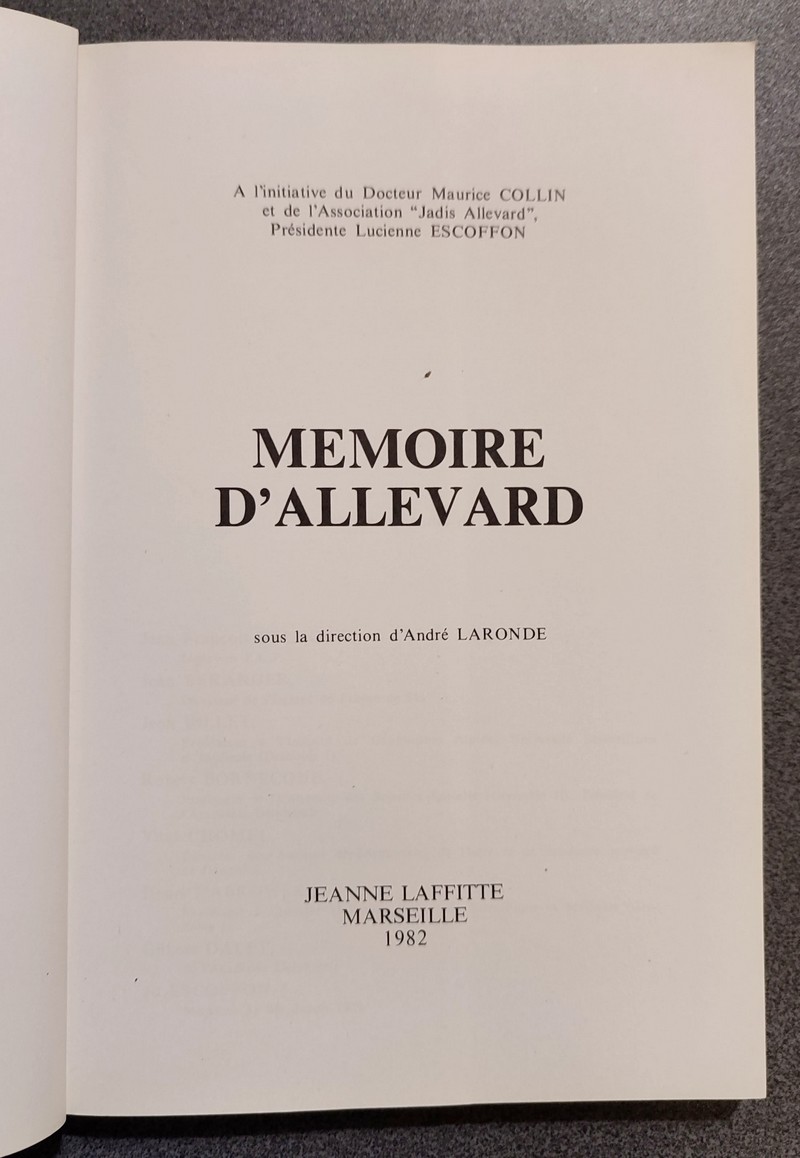 A l'initiative du Docteur Maurice COLLIN
et de l'Association "Jadis Allevard",
Présidente Lucienne ESCOFFON
MEMOIRE
D'ALLEVARD
sous la direction d'André LARONDE
JEANNE LAFFITTE
MARSEILLE
1982